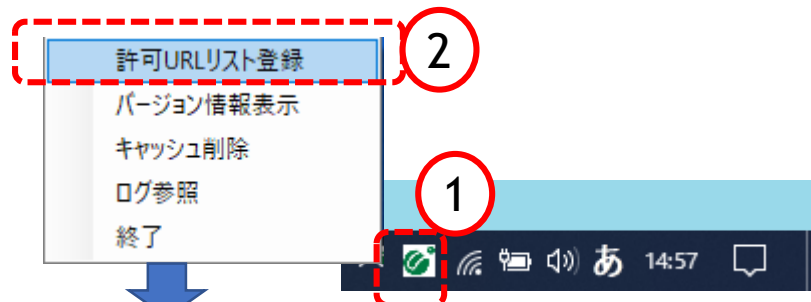 許可URLリスト登録
2
バージョン情報表示
キャッシュ削除
ログ参照
終了
1
あ 14:57